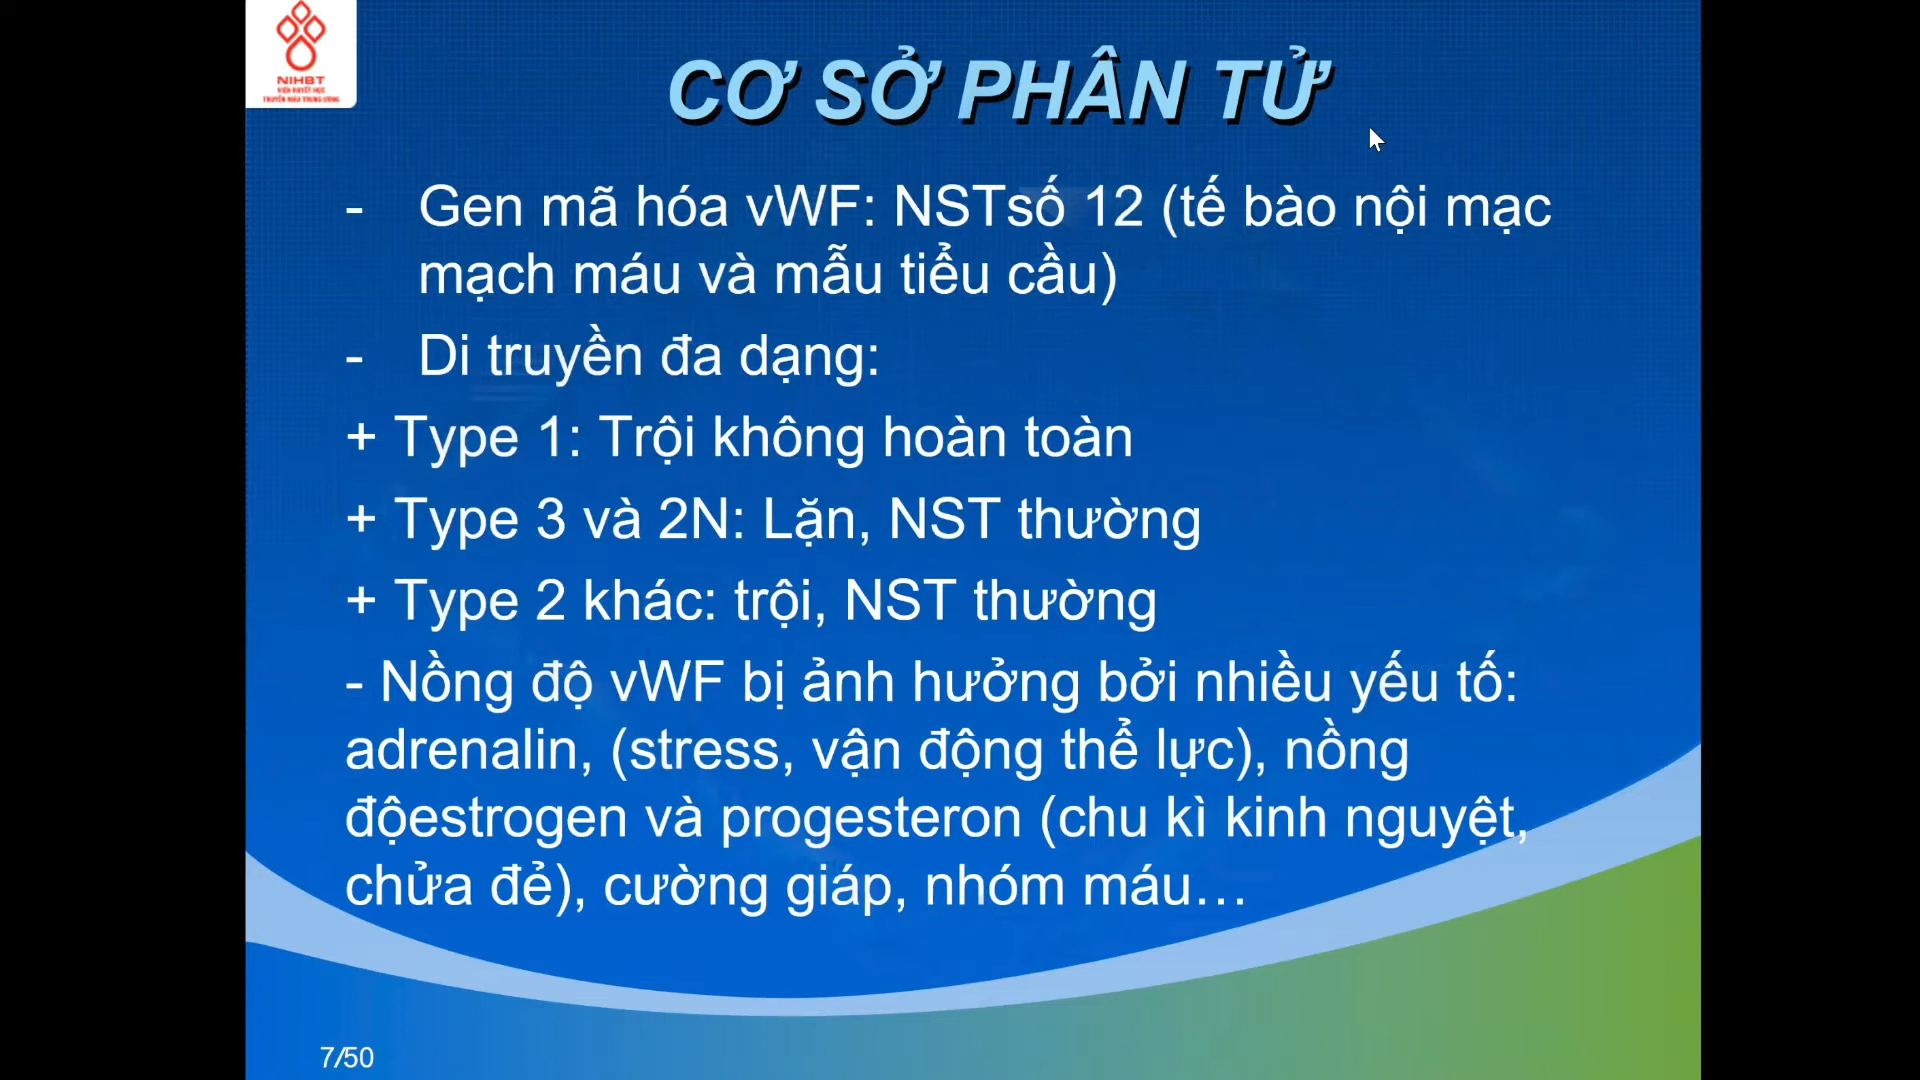 NIHBT
VIỆN HUYẾT HỌC
TRUYỀN MÁU TRUNG ƯƠNG
CƠ SỞ PHÂN TỬ
- Gen mã hóa vWF: NSTsố 12 (tế bào nội mạc
mạch máu và mẫu tiểu cầu)
- Di truyền đa dạng:
+ Type 1: Trội không hoàn toàn
+ Type 3 và 2N: Lặn, NST thường
+ Type 2 khác: trội, NST thường
- Nồng độ vWF bị ảnh hưởng bởi nhiều yếu tố:
adrenalin, (stress, vận động thể lực), nồng
độestrogen và progesteron (chu kì kinh nguyệt,
chửa đẻ), cường giáp, nhóm máu…
7/50